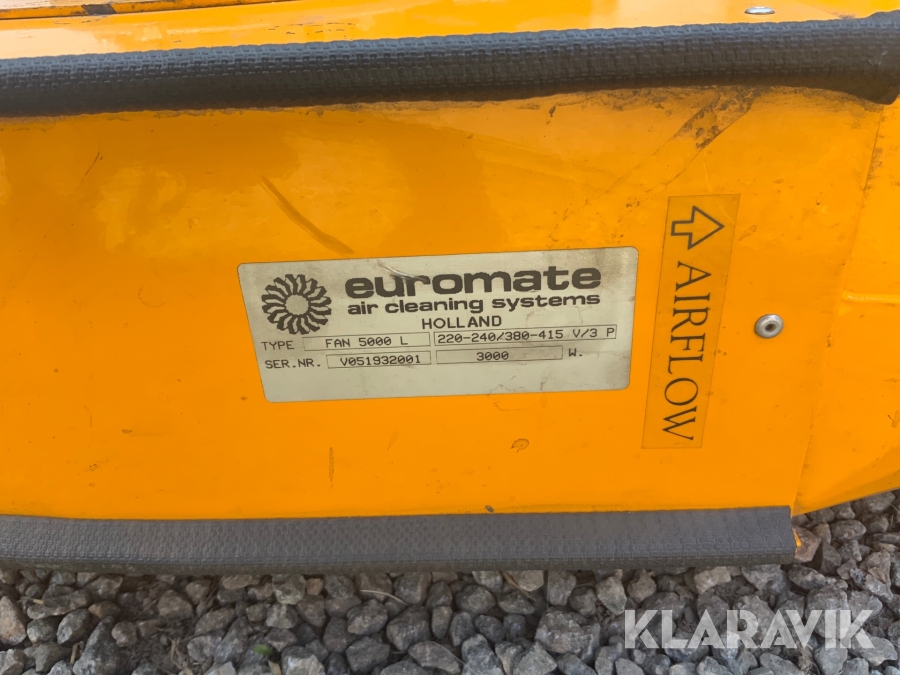 euromate
air cleaning systems
HOLLAND
TYPE FAN 5000 L 220-240/380-415 V/3 P
SER.NR. V051932001 3000 W.
AIRFLOW
KLARAVIK